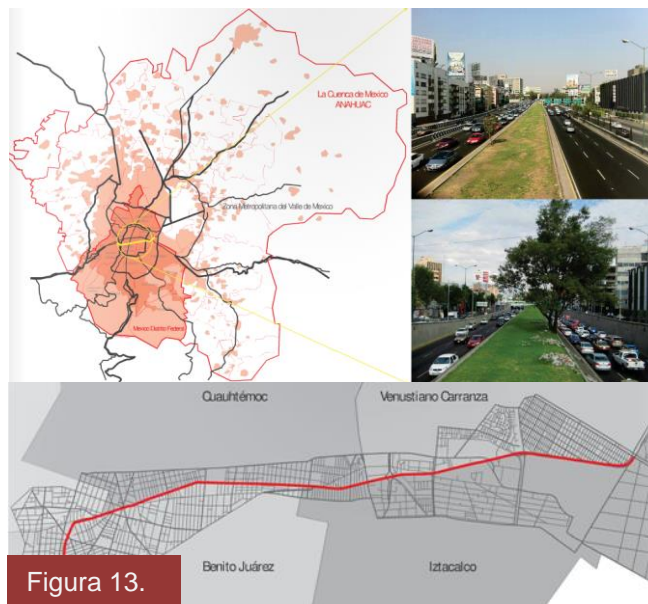 La Cuenca de Mexico
ANAHUAC
Zona Metropolitana del Valle de Mexico
Mexico Distrito Federal
Cuauhtémoc
Venustiano Carranza
Benito Juárez
Iztacalco
Figura 13.